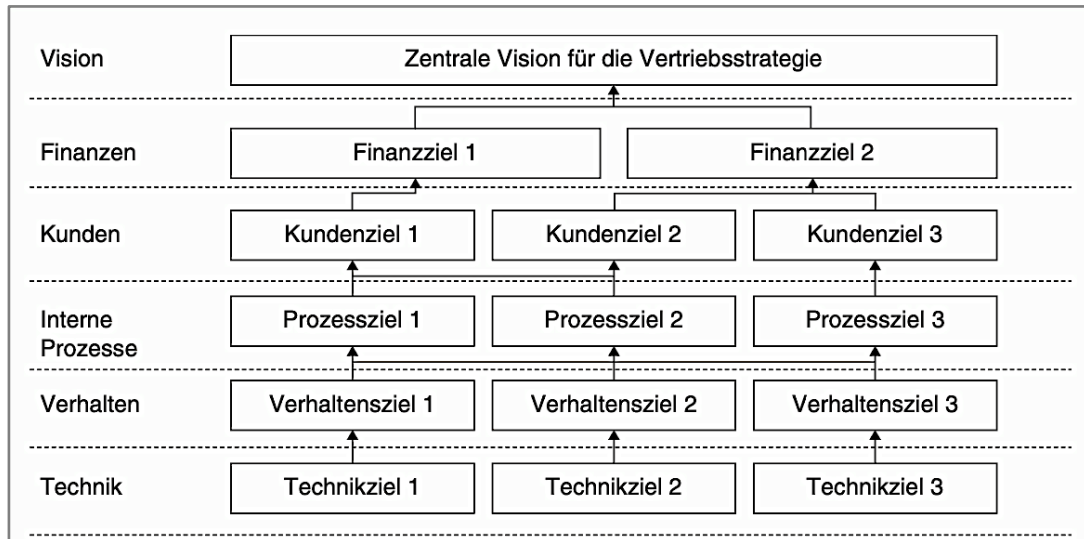 Vision
Zentrale Vision für die Vertriebsstrategie
Finanzen
Finanzziel 1
Finanzziel 2
Kunden
Kundenziel 1
Kundenziel 2
Kundenziel 3
Interne
Prozesse
Prozessziel 1
Prozessziel 2
Prozessziel 3
Verhalten
Verhaltensziel 1
Verhaltensziel 2
Verhaltensziel 3
Technik
Technikziel 1
Technikziel 2
Technikziel 3